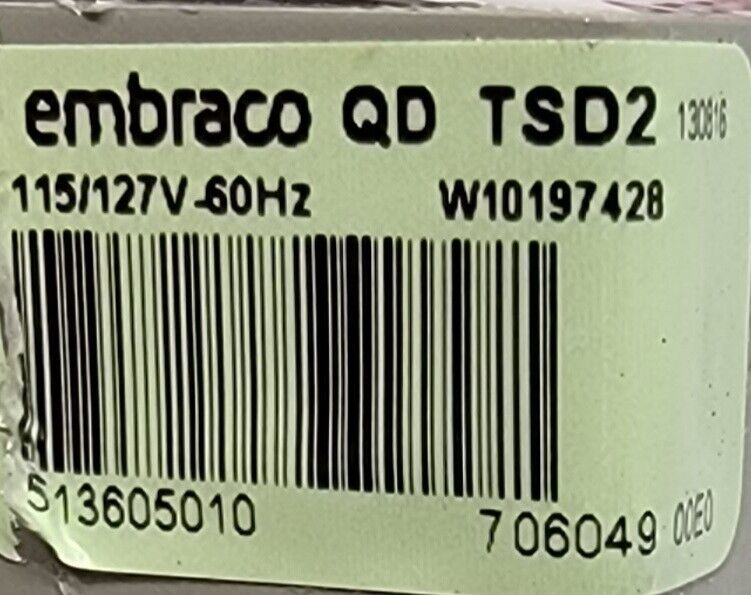 embraco QD TSD2 130816
115/127V-60Hz W10197428
513605010 706049 00E0